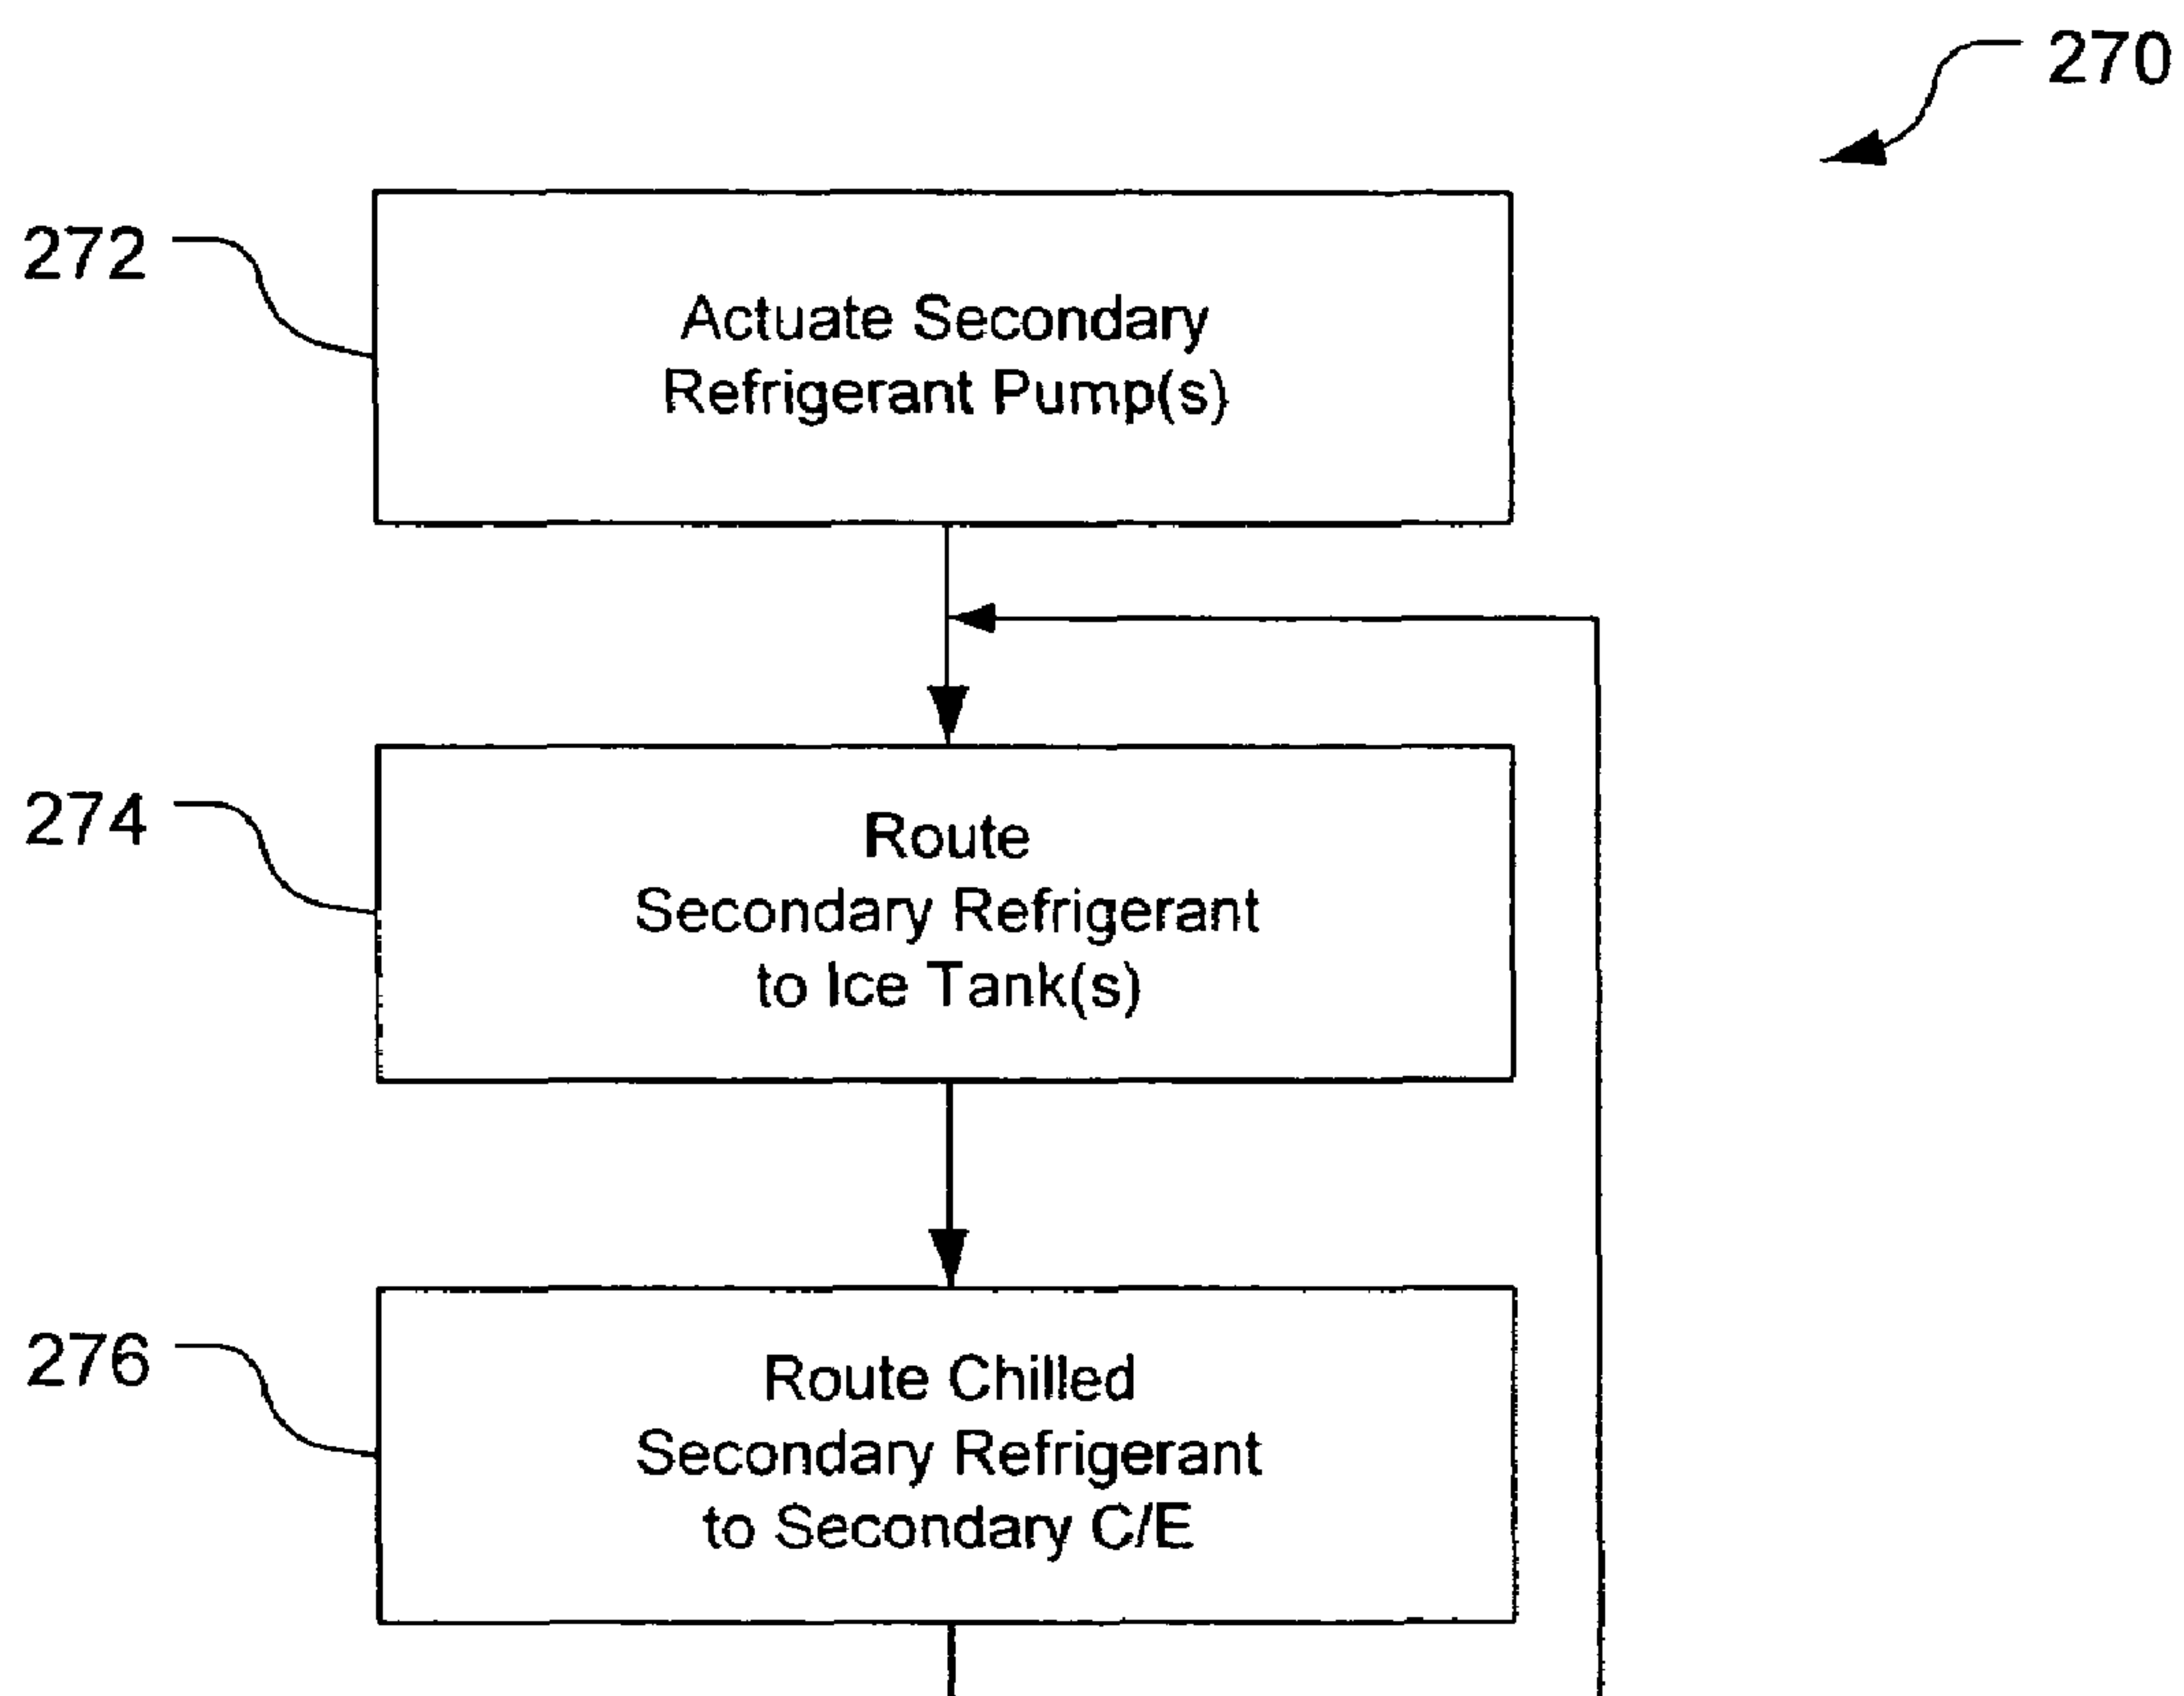 270
272
Actuate Secondary
Refrigerant Pump(s)
274
Route
Secondary Refrigerant
to Ice Tank(s)
276
Route Chilled
Secondary Refrigerant
to Secondary C/E